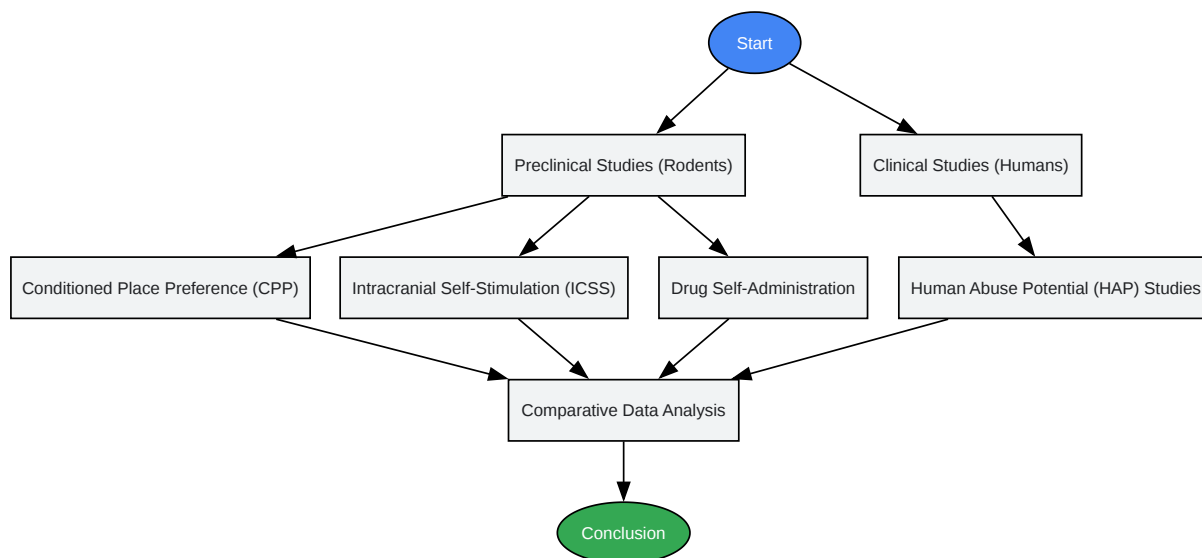 Start
Preclinical Studies (Rodents)
Clinical Studies (Humans)
Conditioned Place Preference (CPP)
Intracranial Self-Stimulation (ICSS)
Drug Self-Administration
Human Abuse Potential (HAP) Studies
Comparative Data Analysis
Conclusion